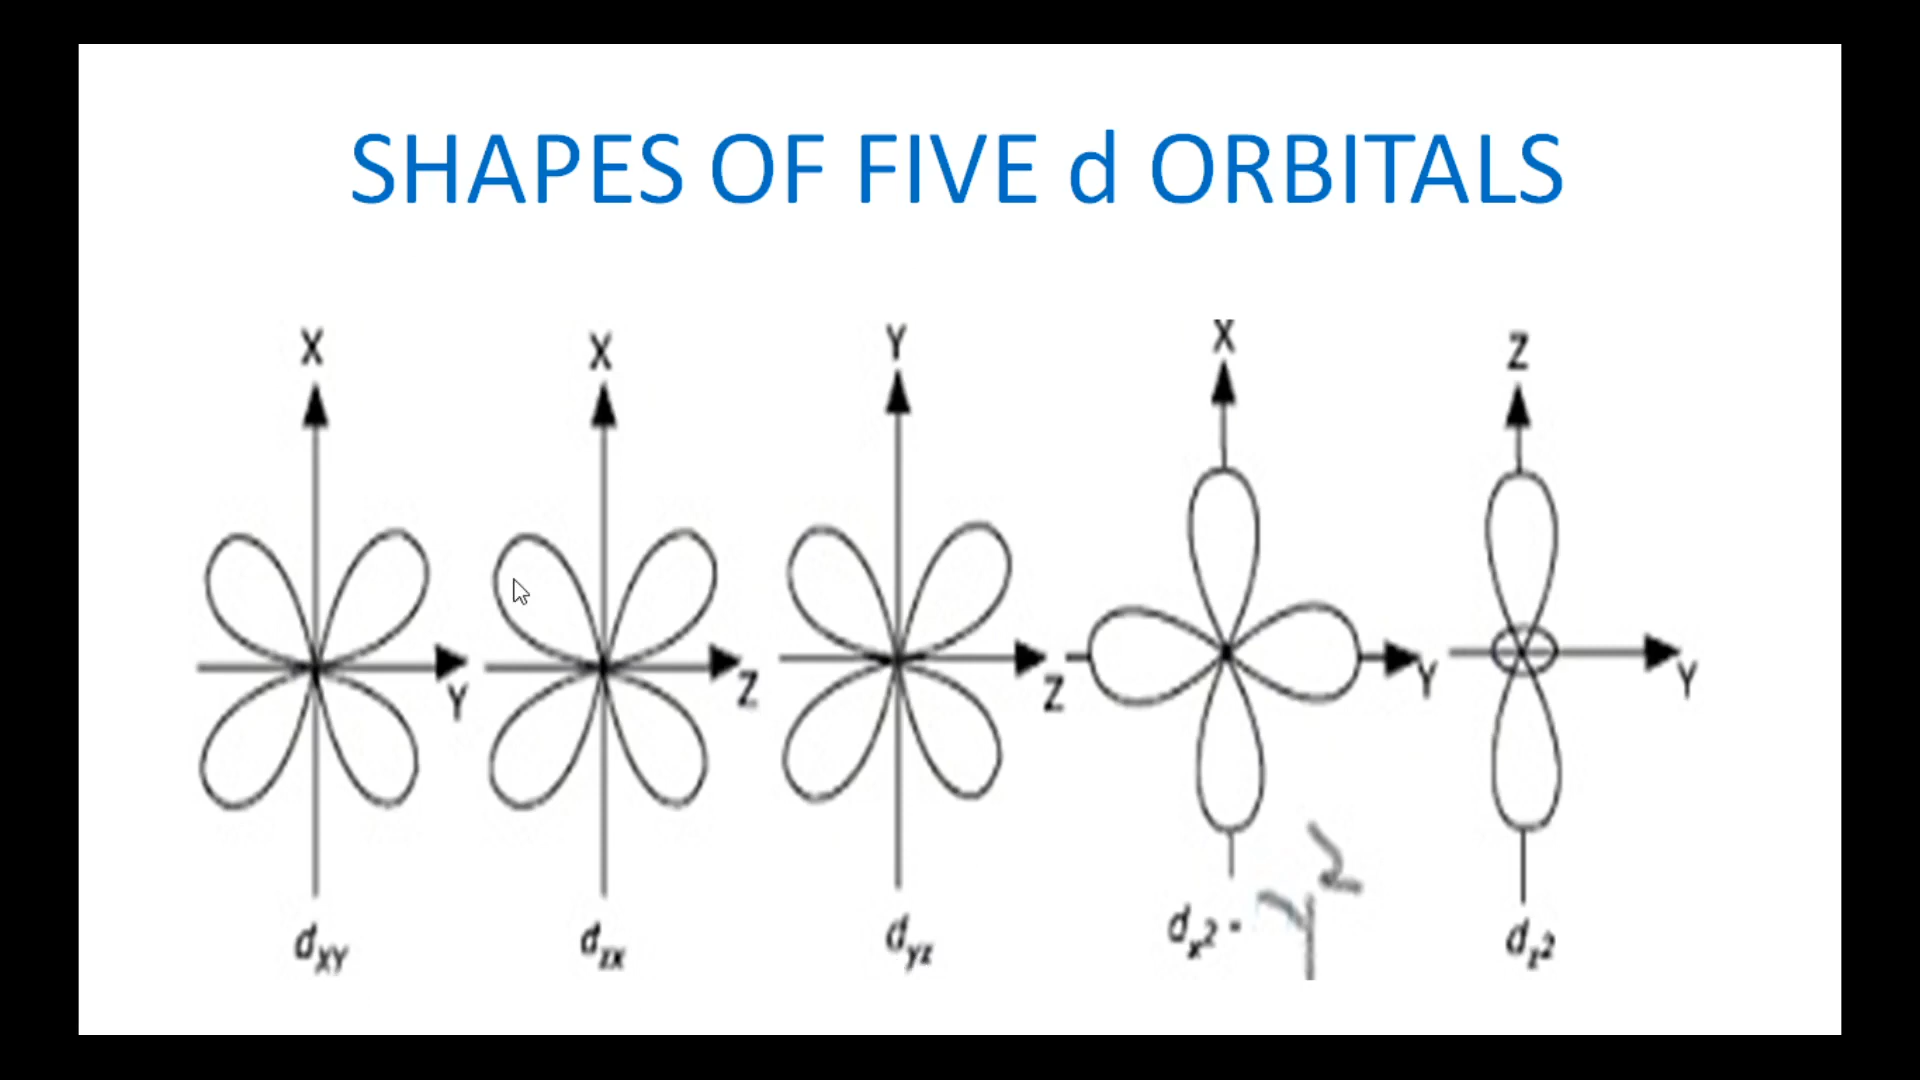 SHAPES OF FIVE d ORBITALS
X X Y X Z
Y Z Z Y Y
dXY dzx dyz dx2 - y2 dz2